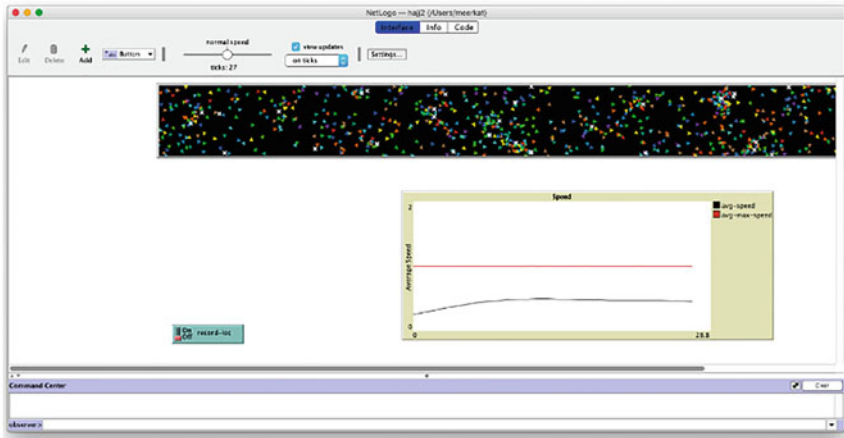 NetLogo — hajj2 {/Users/meerkat}
Interface Info Code
Edit Delete Add Button
normal speed
ticks: 27
view updates
on ticks
Settings...
Speed
avg-speed
avg-max-speed
2
Average Speed
0
0 28.8
On
Off
record-loc
Command Center
Clear
observer>